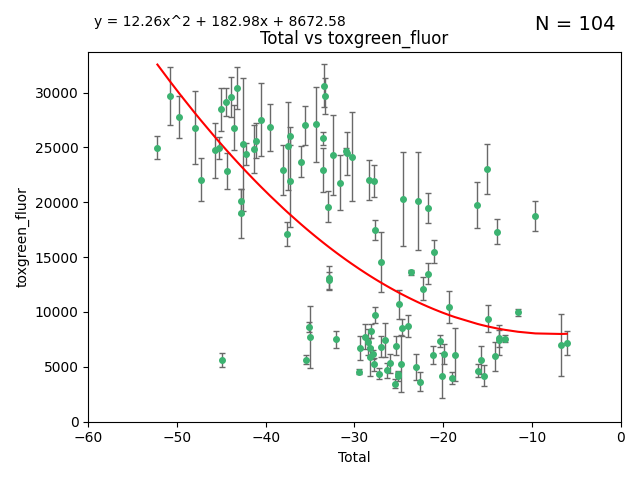 y = 12.26x^2 + 182.98x + 8672.58
N = 104
Total vs toxgreen_fluor
toxgreen_fluor
30000
25000
20000
15000
10000
5000
0
−60
−50
−40
−30
−20
−10
0
Total